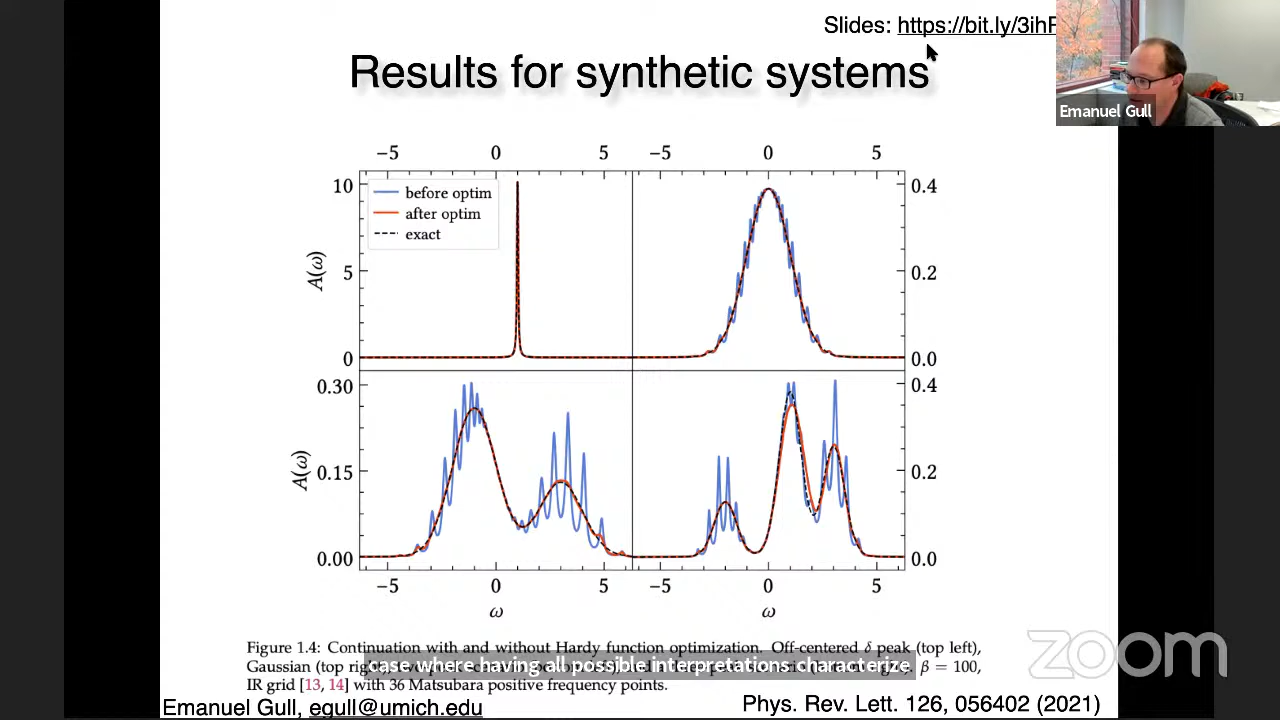 Slides: https://bit.ly/3ihF
Results for synthetic systems
Emanuel Gull
−5 0 5 −5 0 5
before optim
after optim
exact
10
5
0
A(ω)
0.4
0.2
0.0
0.30
0.15
0.00
A(ω)
0.4
0.2
0.0
−5 0 5 −5 0 5
ω ω
Figure 1.4: Continuation with and without Hardy function optimization. Off-centered δ peak (top left),
Gaussian (top β = 100,
case where having all possible interpretations characterize
IR grid [13, 14] with 36 Matsubara positive frequency points.
zoom
Emanuel Gull, egull@umich.edu
Phys. Rev. Lett. 126, 056402 (2021)